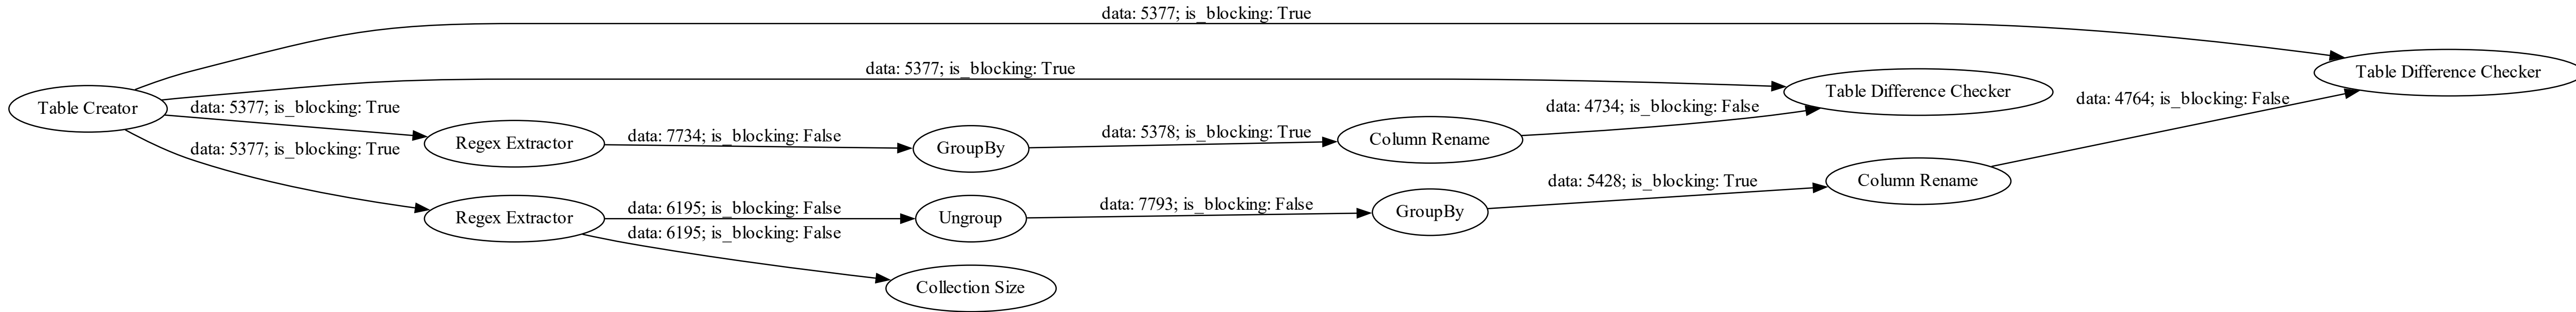 data: 5377; is_blocking: True
data: 5377; is_blocking: True
Table Difference Checker
Table Difference Checker
Table Creator
data: 5377; is_blocking: True
data: 4734; is_blocking: False
data: 4764; is_blocking: False
Regex Extractor
data: 7734; is_blocking: False
GroupBy
data: 5378; is_blocking: True
Column Rename
data: 5377; is_blocking: True
Regex Extractor
data: 6195; is_blocking: False
Ungroup
data: 7793; is_blocking: False
GroupBy
data: 5428; is_blocking: True
Column Rename
data: 6195; is_blocking: False
Collection Size